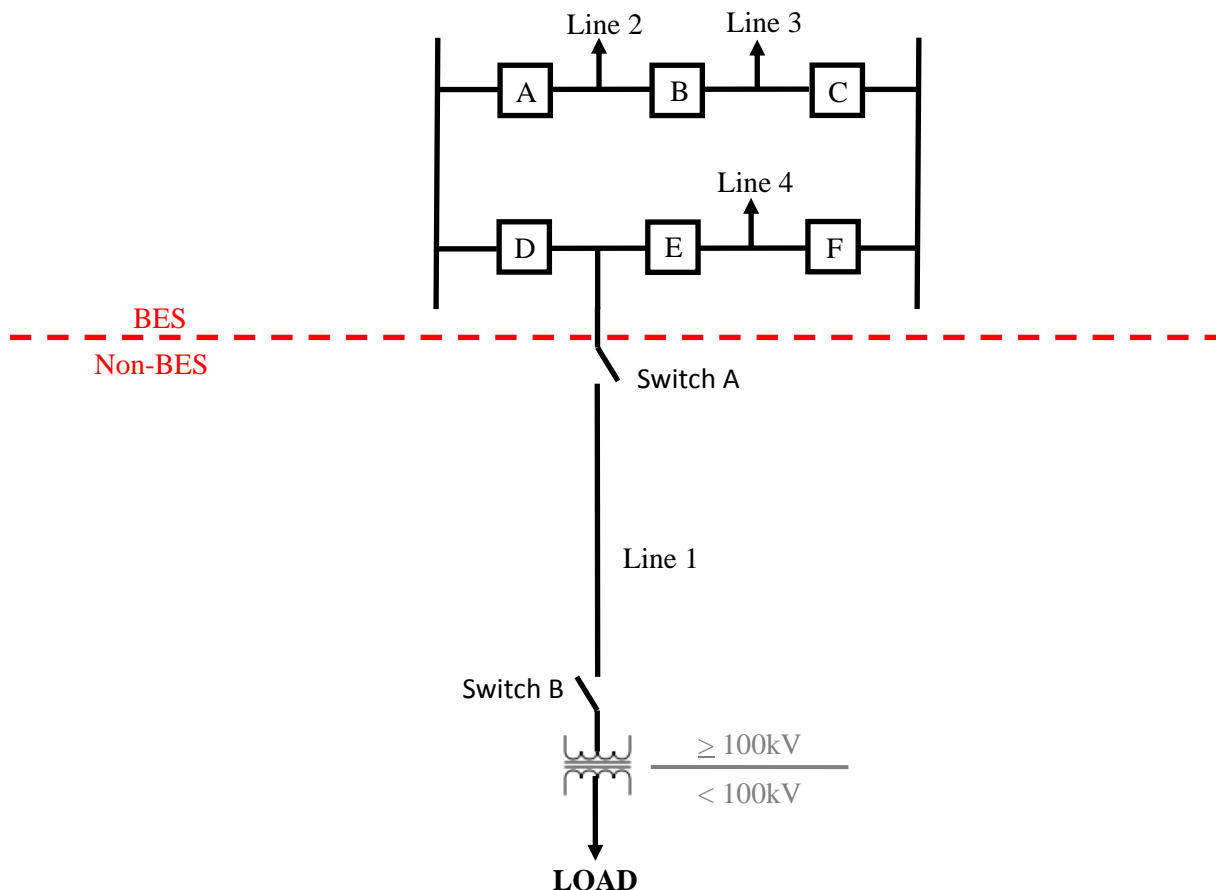 Line 2
Line 3
A
B
C
Line 4
D
E
F
BES
Non-BES
Switch A
Line 1
Switch B
≥ 100kV
< 100kV
LOAD